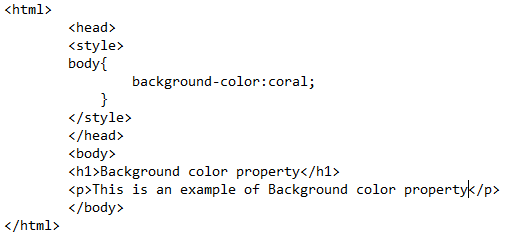 <html>
<head>
<style>
body{
background-color:coral;
}
</style>
</head>
<body>
<h1>Background color property</h1>
<p>This is an example of Background color property</p>
</body>
</html>